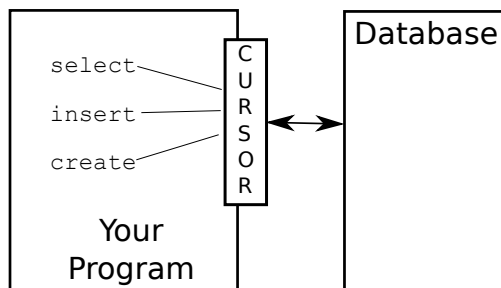 select
insert
create
Your
Program
C
U
R
S
O
R
Database